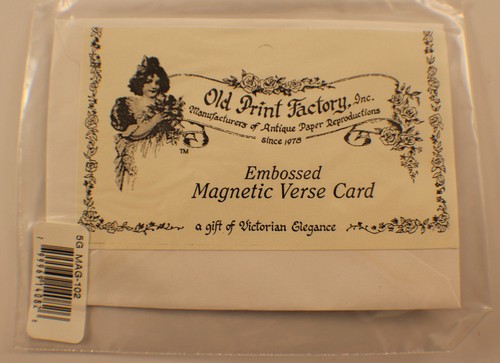 Old Print Factory, Inc.
Manufacturers of Antique Paper Reproductions
since 1975
TM
Embossed
Magnetic Verse Card
a gift of Victorian Elegance
5G MAG-102